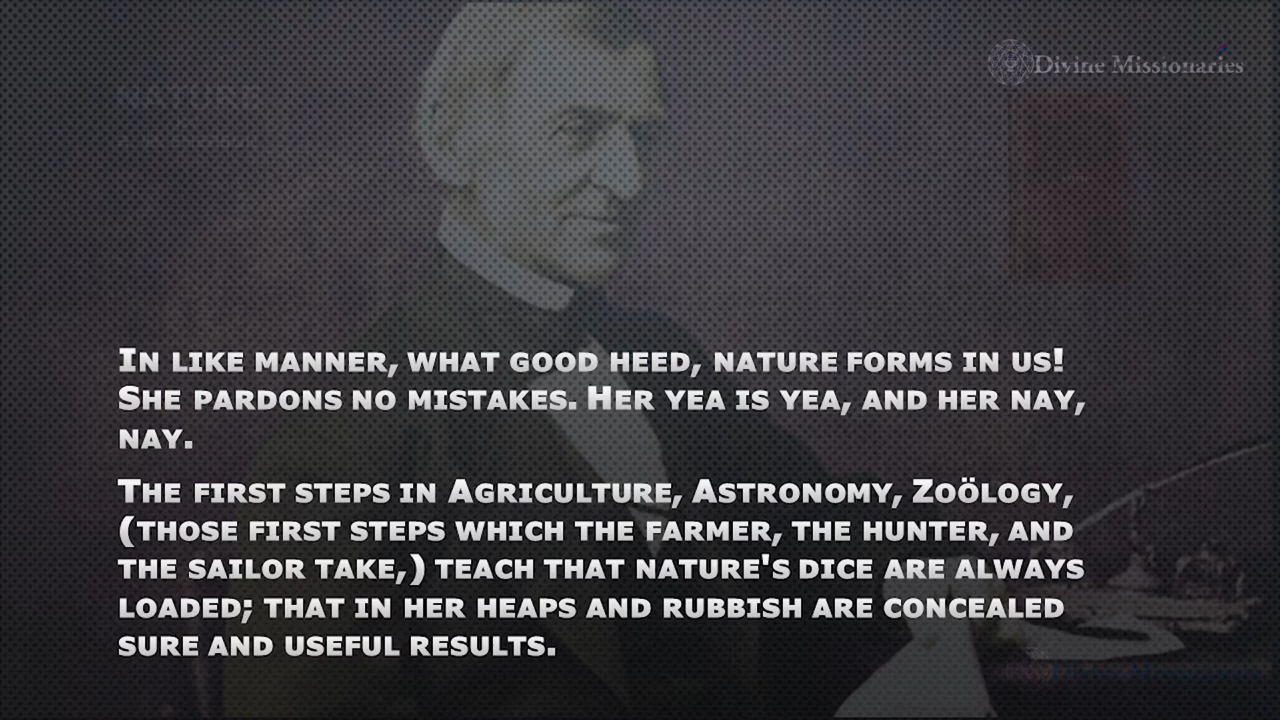 Divine Missionaries
NATURE
In like manner, what good heed, nature forms in us!
She pardons no mistakes. Her yea is yea, and her nay,
nay.
The first steps in Agriculture, Astronomy, Zoölogy,
(those first steps which the farmer, the hunter, and
the sailor take,) teach that nature's dice are always
loaded; that in her heaps and rubbish are concealed
sure and useful results.